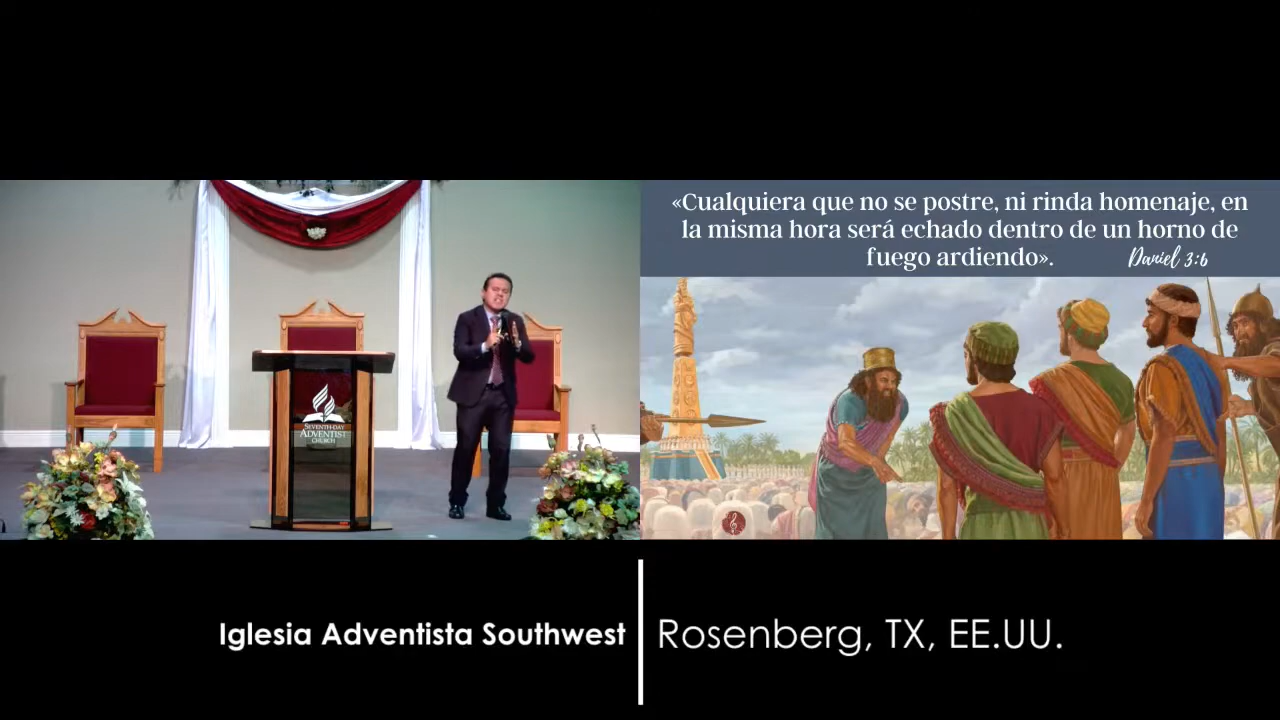 «Cualquiera que no se postre, ni rinda homenaje, en
la misma hora será echado dentro de un horno de
fuego ardiendo».
Daniel 3:6
SEVENTH-DAY
ADVENTIST
CHURCH
Iglesia Adventista Southwest
Rosenberg, TX, EE.UU.